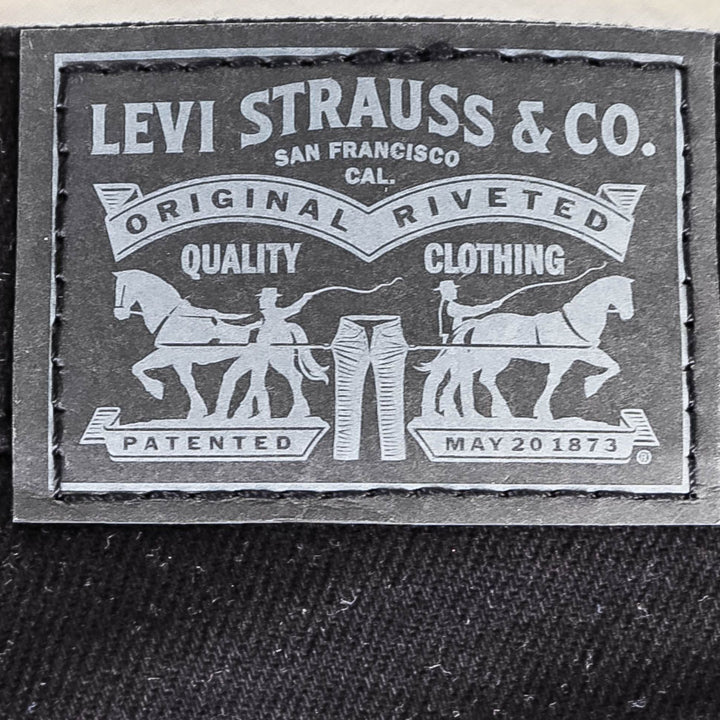 LEVI STRAUSS & CO.
SAN FRANCISCO
CAL.
ORIGINAL RIVETED
QUALITY CLOTHING
PATENTED MAY 20 1873 ®